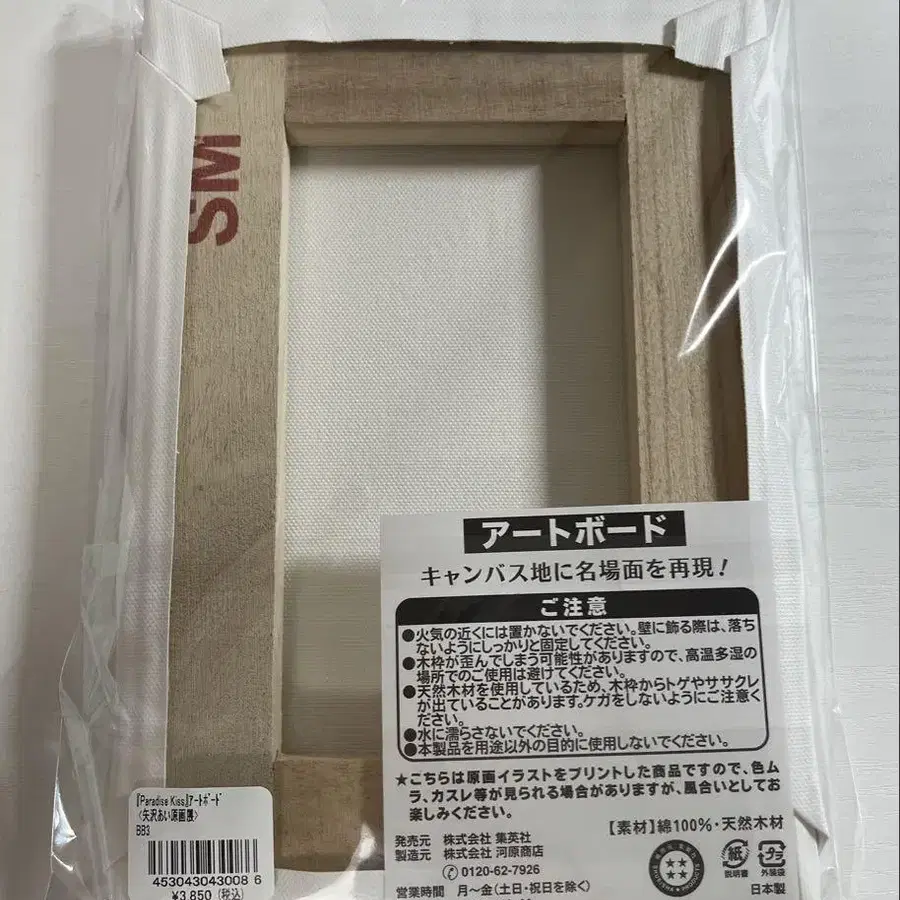 SM
アートボード
キャンバス地に名場面を再現！
ご注意
●火気の近くには置かないでください。壁に飾る際は、落ち
ないようにしっかりと固定してください。
●木枠が歪んでしまう可能性がありますので、高温多湿の
場所でのご使用は避けてください。
●天然木材を使用しているため、木枠からトゲやササクレ
が出ていることがあります。ケガをしないようにご注意く
ださい。
●水に濡らさないでください。
●本製品を用途以外の目的に使用しないでください。
★こちらは原画イラストをプリントした商品ですので、色ム
ラ、カスレ等が見られる場合がありますが、風合いとしてお
楽しみください。
【素材】綿100%・天然木材
発売元 株式会社 集英社
製造元 株式会社 河原商店
0120-62-7926
営業時間 月〜金(土日・祝日を除く)
紙
説明書
プラ
外装袋
日本製
『Paradise Kiss』アートボード
〈矢沢あい原画展〉
BB3
453043043008 6
¥3,850 (税込)